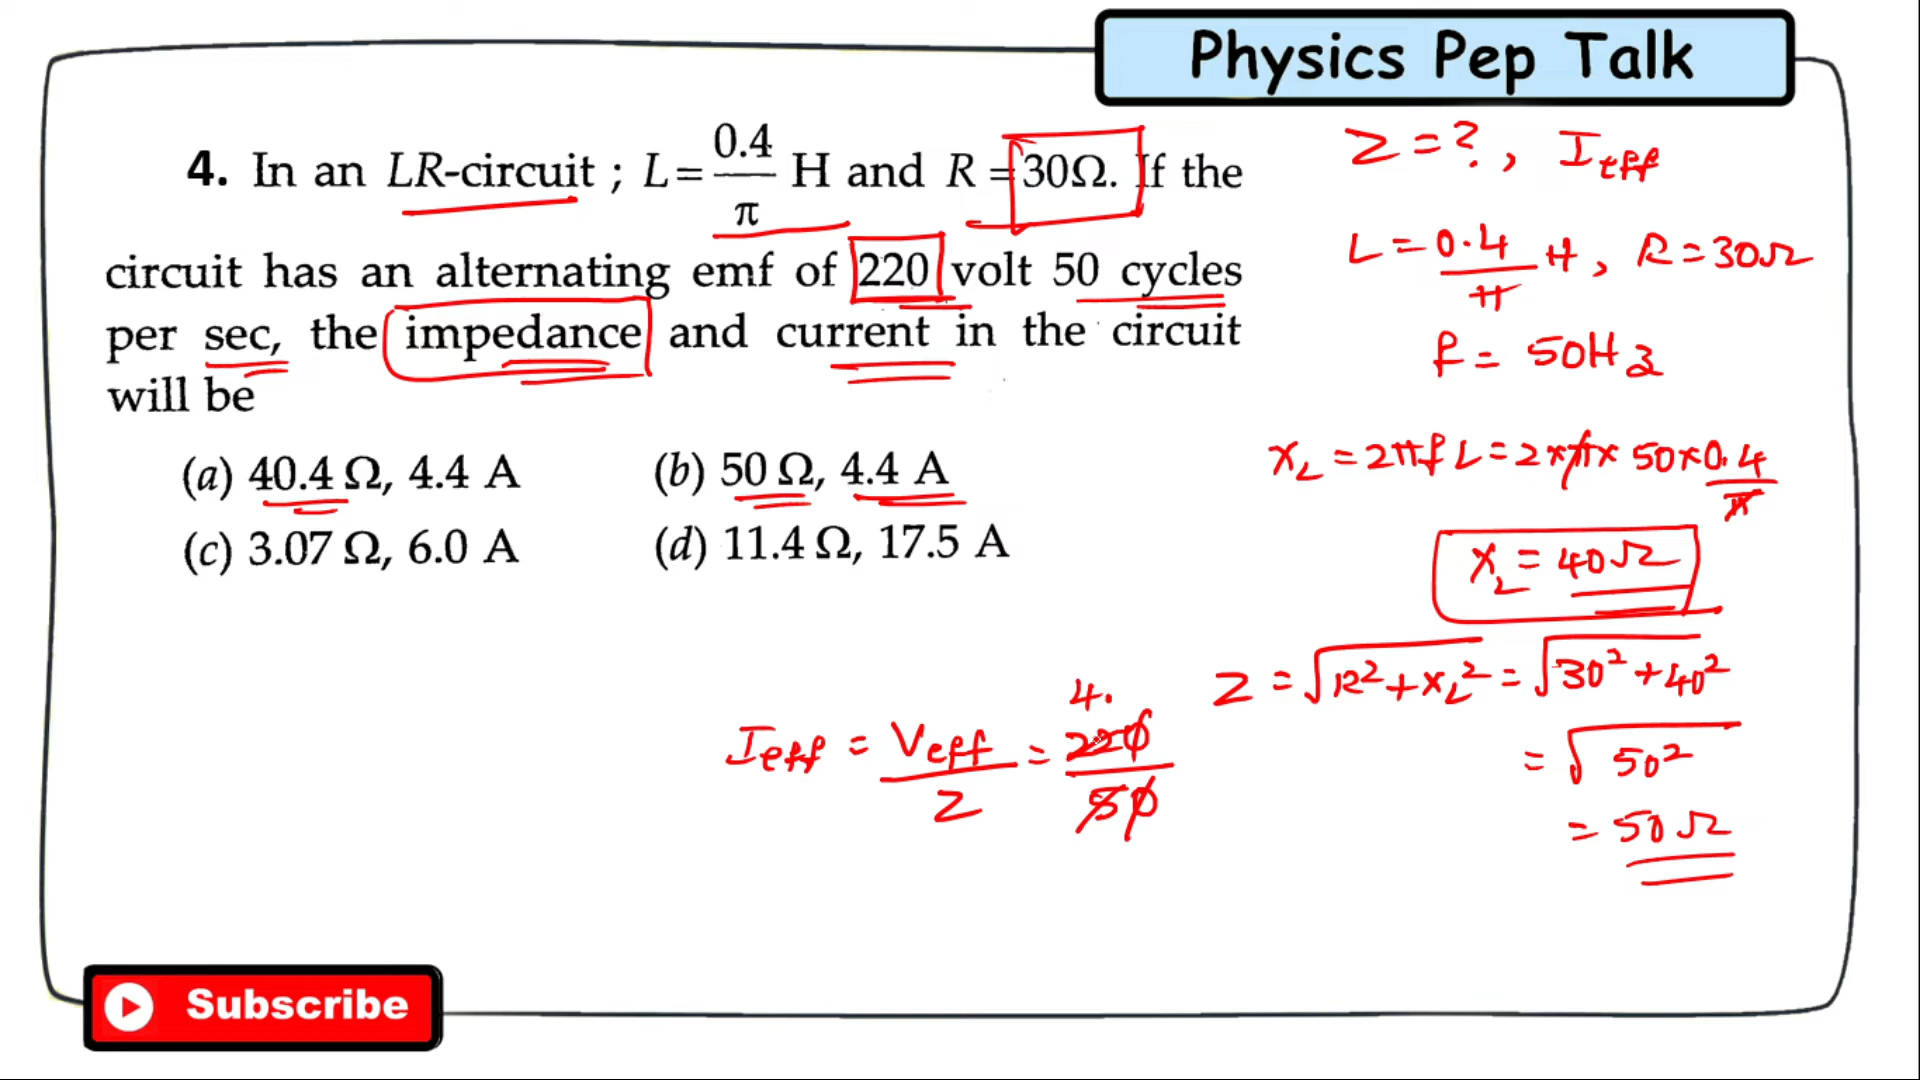 Physics Pep Talk
4. In an LR-circuit ; L = 0.4/π H and R = 30Ω. If the
circuit has an alternating emf of 220 volt 50 cycles
per sec, the impedance and current in the circuit
will be
(a) 40.4 Ω, 4.4 A (b) 50 Ω, 4.4 A
(c) 3.07 Ω, 6.0 A (d) 11.4 Ω, 17.5 A
Z = ?, Ieff
L = 0.4/π H, R = 30Ω
f = 50Hz
XL = 2πfL = 2×π× 50×0.4/π
XL = 40Ω
Z = √R²+XL² = √30²+40²
= √50²
= 50Ω
4.
Ieff = Veff/Z = 220/50
Subscribe